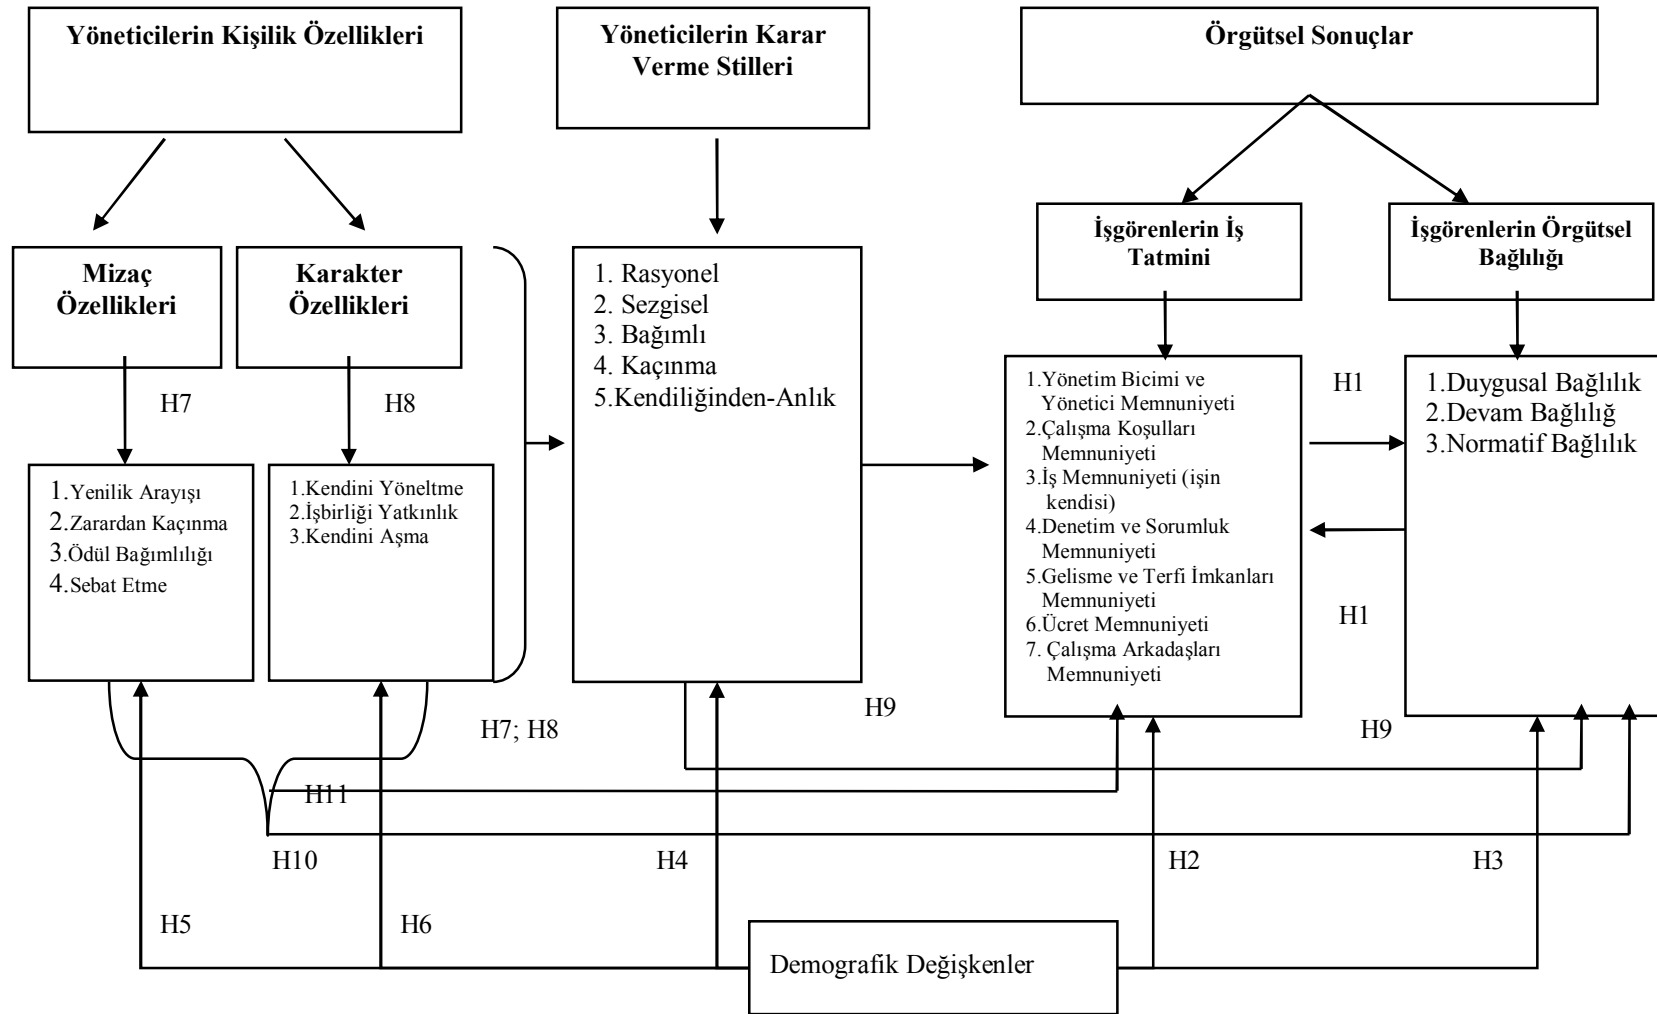 Yöneticilerin Kişilik Özellikleri
Yöneticilerin Karar
Verme Stilleri
Örgütsel Sonuçlar
Mizaç
Özellikleri
Karakter
Özellikleri
İşgörenlerin İş
Tatmini
İşgörenlerin Örgütsel
Bağlılığı
H7
H8
1.Yenilik Arayışı
2.Zarardan Kaçınma
3.Ödül Bağımlılığı
4.Sebat Etme
1.Kendini Yöneltme
2.İşbirliği Yatkınlık
3.Kendini Aşma
1. Rasyonel
2. Sezgisel
3. Bağımlı
4. Kaçınma
5.Kendiliğinden-Anlık
1.Yönetim Bicimi ve
Yönetici Memnuniyeti
2.Çalışma Koşulları
Memnuniyeti
3.İş Memnuniyeti (işin
kendisi)
4.Denetim ve Sorumluk
Memnuniyeti
5.Gelisme ve Terfi İmkanları
Memnuniyeti
6.Ücret Memnuniyeti
7. Çalışma Arkadaşları
Memnuniyeti
H1
H1
1.Duygusal Bağlılık
2.Devam Bağlılığ
3.Normatif Bağlılık
H7; H8
H9
H9
H11
H10
H4
H2
H3
H5
H6
Demografik Değişkenler